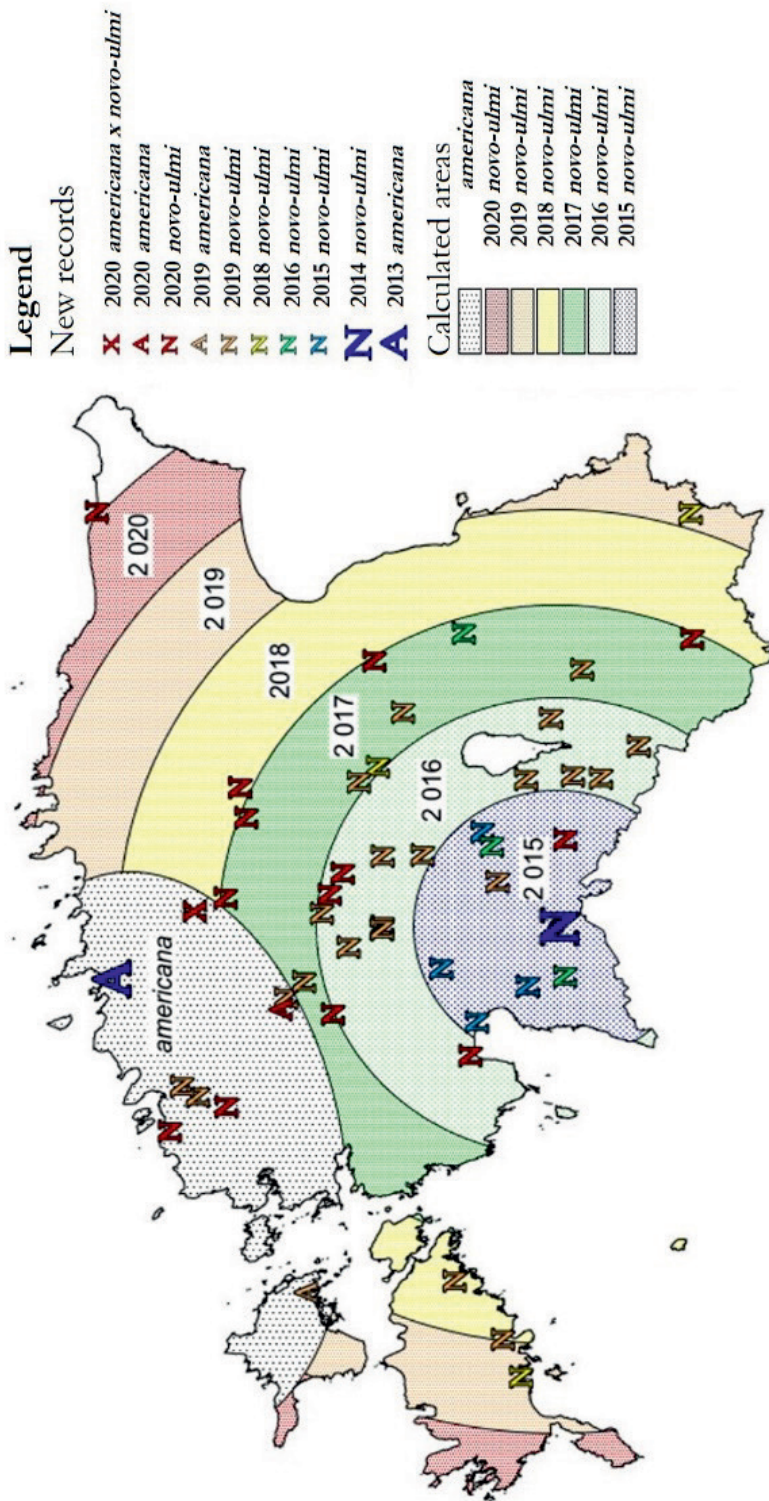 Legend
New records
X 2020 americana x novo-ulmi
A 2020 americana
N 2020 novo-ulmi
A 2019 americana
N 2019 novo-ulmi
N 2018 novo-ulmi
N 2016 novo-ulmi
N 2015 novo-ulmi
N 2014 novo-ulmi
A 2013 americana
Calculated areas
americana
2020 novo-ulmi
2019 novo-ulmi
2018 novo-ulmi
2017 novo-ulmi
2016 novo-ulmi
2015 novo-ulmi
americana
2 020
2 019
2018
2 017
2 016
2 015